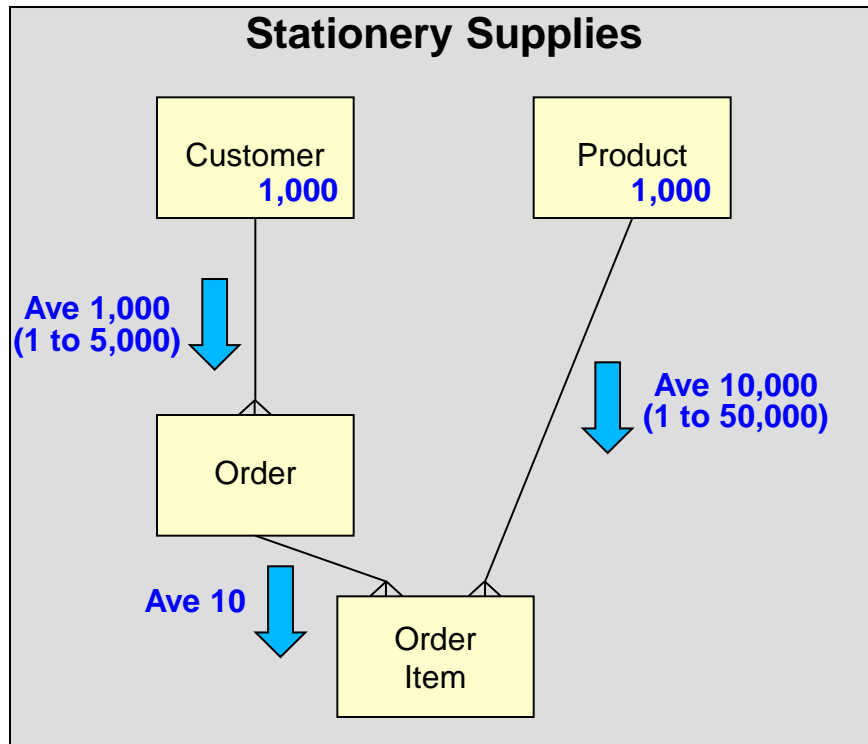 Stationery Supplies
Customer
1,000
Product
1,000
Ave 1,000
(1 to 5,000)
Ave 10,000
(1 to 50,000)
Order
Ave 10
Order
Item